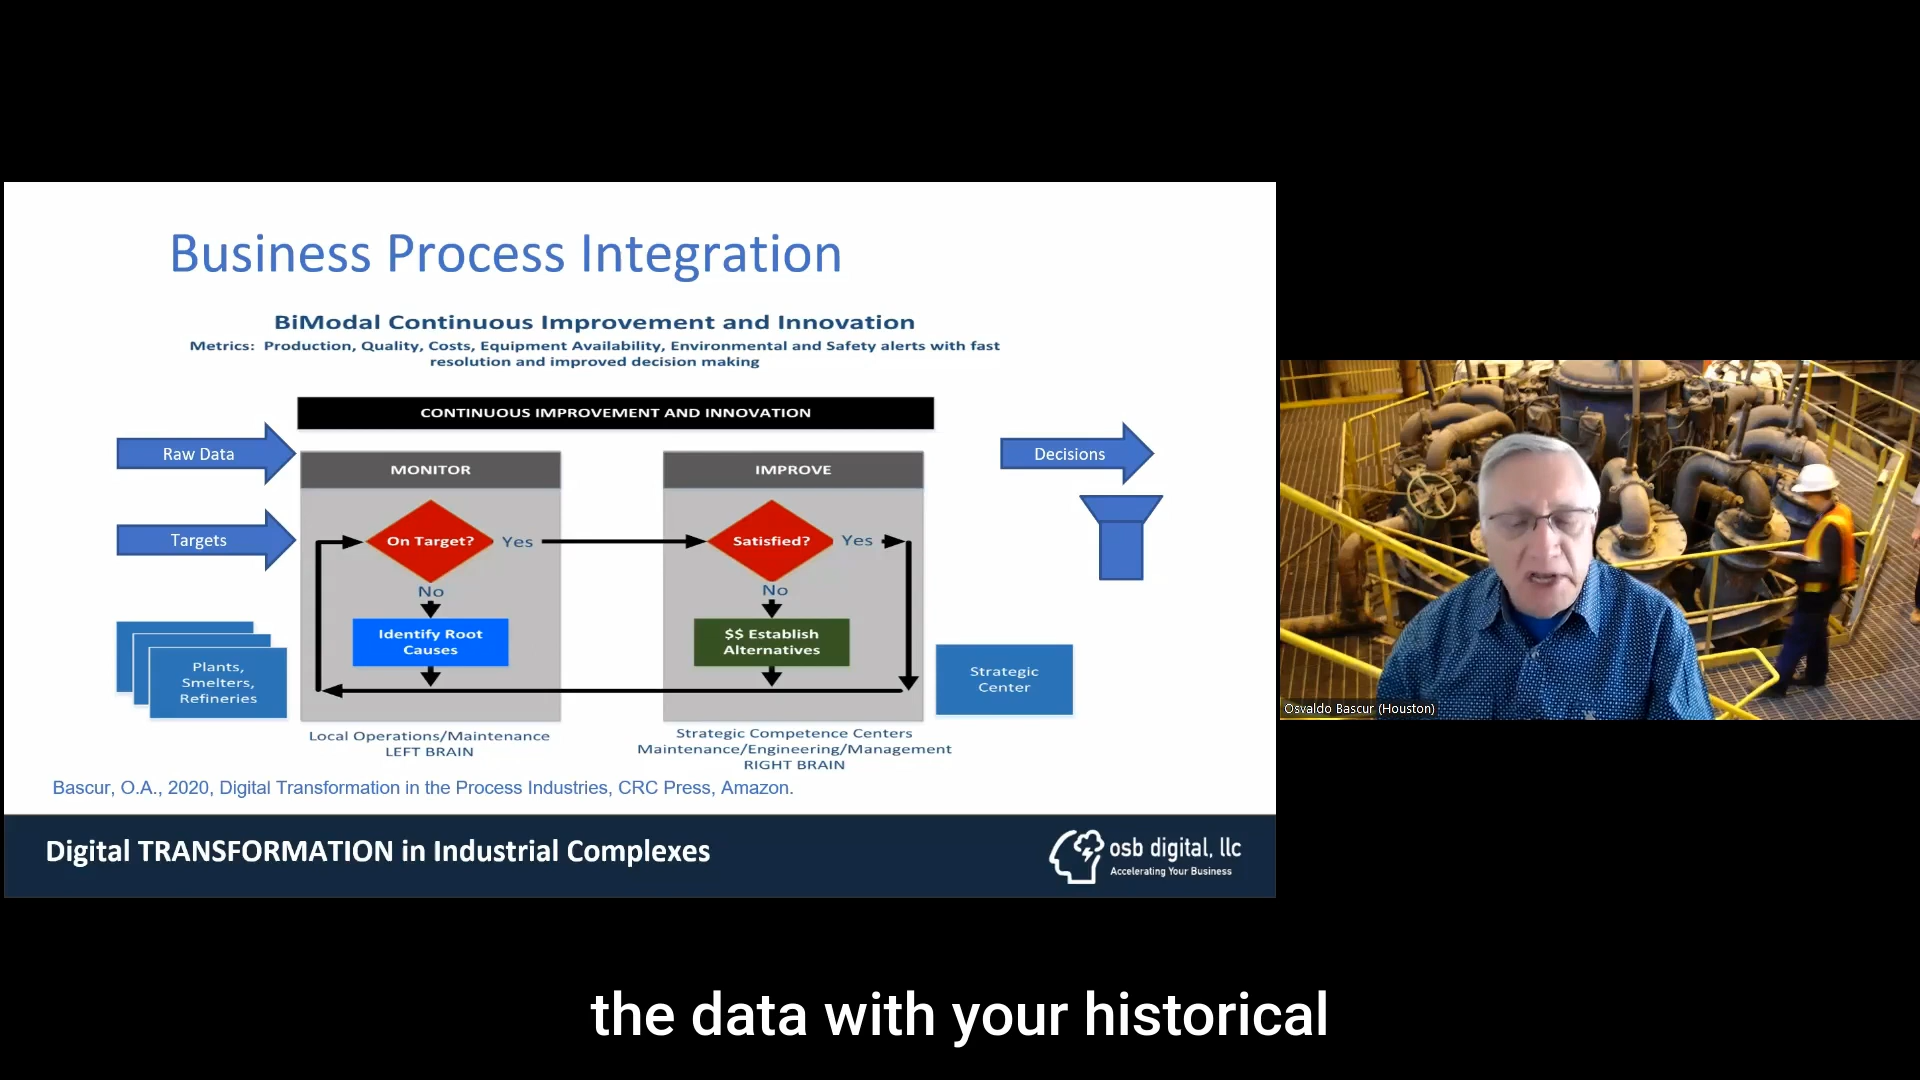 Business Process Integration
BiModal Continuous Improvement and Innovation
Metrics: Production, Quality, Costs, Equipment Availability, Environmental and Safety alerts with fast
resolution and improved decision making
CONTINUOUS IMPROVEMENT AND INNOVATION
Raw Data
Targets
Plants,
Smelters,
Refineries
MONITOR
On Target?
Yes
No
Identify Root
Causes
IMPROVE
Satisfied?
Yes
No
$$ Establish
Alternatives
Decisions
Strategic
Center
Local Operations/Maintenance
LEFT BRAIN
Strategic Competence Centers
Maintenance/Engineering/Management
RIGHT BRAIN
Bascur, O.A., 2020, Digital Transformation in the Process Industries, CRC Press, Amazon.
Digital TRANSFORMATION in Industrial Complexes
osb digital, llc
Accelerating Your Business
Osvaldo Bascur (Houston)
the data with your historical